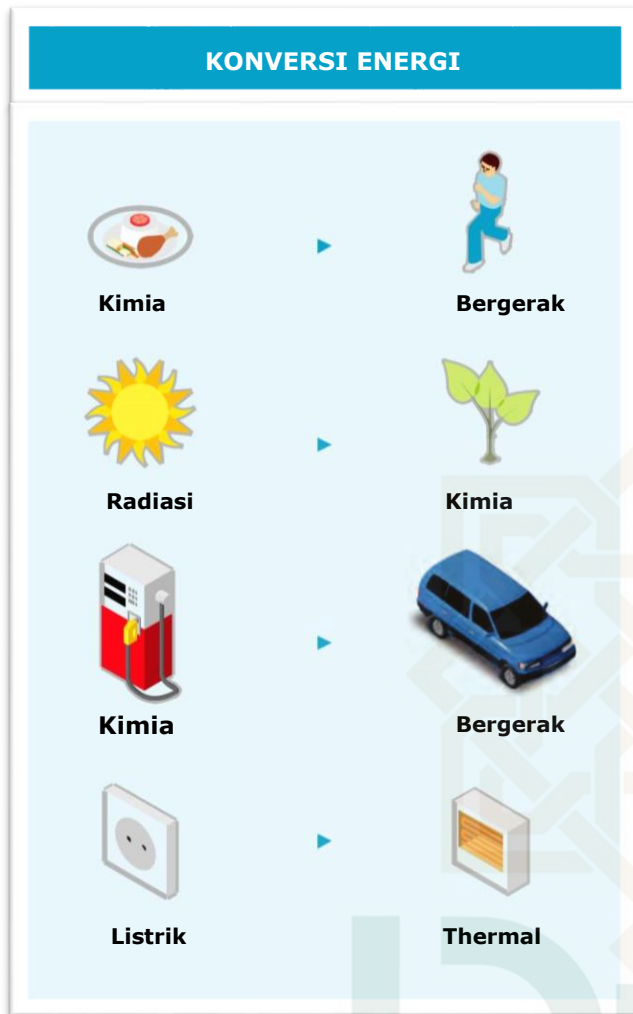 KONVERSI ENERGI
Kimia
Bergerak
Radiasi
Kimia
Kimia
Bergerak
Listrik
Thermal